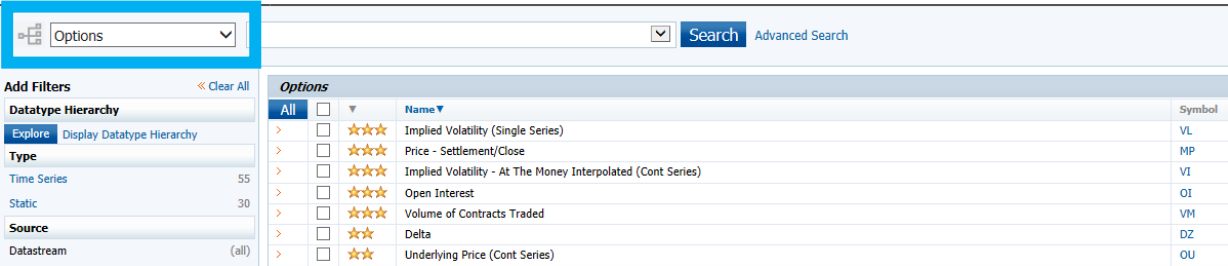 Options Search Advanced Search
Add Filters « Clear All
Datatype Hierarchy
Explore Display Datatype Hierarchy
Type
Time Series 55
Static 30
Source
Datastream (all)
Options
All Name Symbol
Implied Volatility (Single Series) VL
Price - Settlement/Close MP
Implied Volatility - At The Money Interpolated (Cont Series) VI
Open Interest OI
Volume of Contracts Traded VM
Delta DZ
Underlying Price (Cont Series) OU